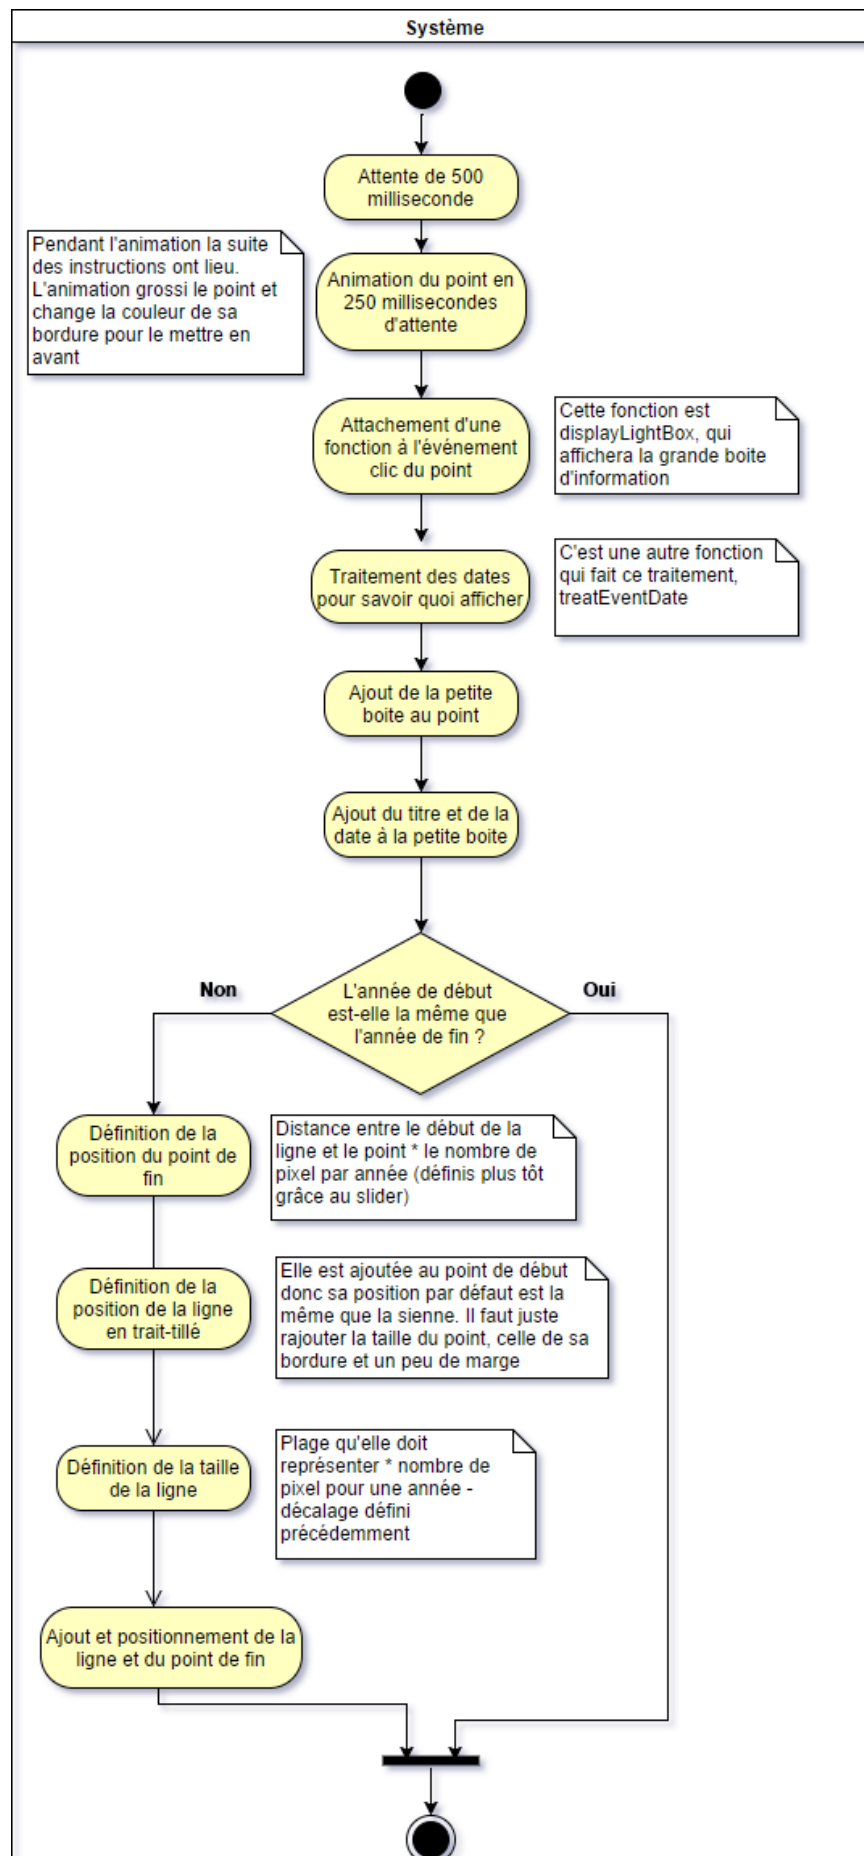 Système
Attente de 500
milliseconde
Pendant l'animation la suite
des instructions ont lieu.
L'animation grossi le point et
change la couleur de sa
bordure pour le mettre en
avant
Animation du point en
250 millisecondes
d'attente
Attachement d'une
fonction à l'événement
clic du point
Cette fonction est
displayLightBox, qui
affichera la grande boite
d'information
Traitement des dates
pour savoir quoi afficher
C'est une autre fonction
qui fait ce traitement,
treatEventDate
Ajout de la petite
boite au point
Ajout du titre et de la
date à la petite boite
Non
L'année de début
est-elle la même que
l'année de fin ?
Oui
Définition de la
position du point de
fin
Distance entre le début de la
ligne et le point * le nombre de
pixel par année (définis plus tôt
grâce au slider)
Définition de la
position de la ligne
en trait-tillé
Elle est ajoutée au point de début
donc sa position par défaut est la
même que la sienne. Il faut juste
rajouter la taille du point, celle de sa
bordure et un peu de marge
Définition de la taille
de la ligne
Plage qu'elle doit
représenter * nombre de
pixel pour une année -
décalage défini
précédemment
Ajout et positionnement de la
ligne et du point de fin